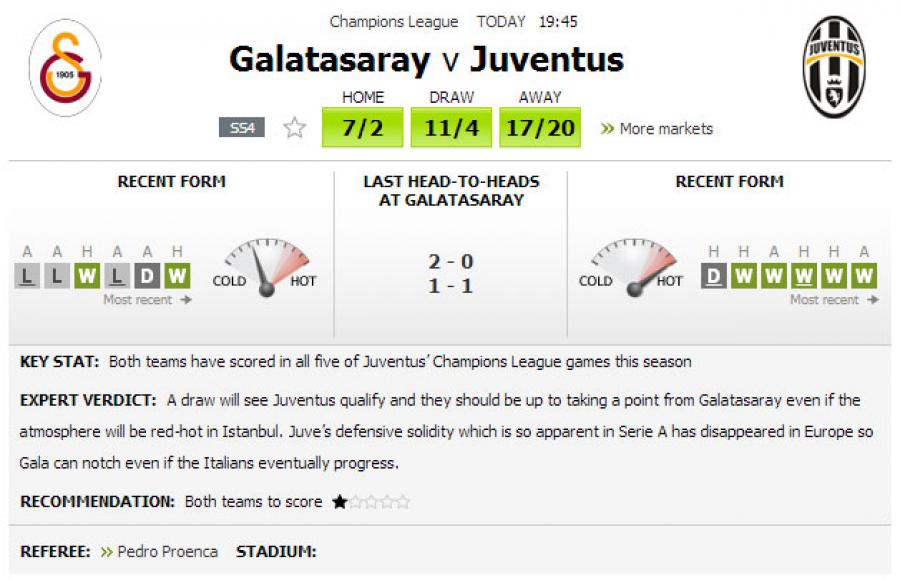 Champions League TODAY 19:45
Galatasaray v Juventus
HOME DRAW AWAY
SS4 7/2 11/4 17/20 » More markets
1905
JUVENTUS
RECENT FORM
A A H A A H
L L W L D W
Most recent →
COLD HOT
LAST HEAD-TO-HEADS
AT GALATASARAY
2 - 0
1 - 1
RECENT FORM
COLD HOT
H H A H H A
D W W W W W
Most recent →
KEY STAT: Both teams have scored in all five of Juventus’ Champions League games this season
EXPERT VERDICT: A draw will see Juventus qualify and they should be up to taking a point from Galatasaray even if the
atmosphere will be red-hot in Istanbul. Juve’s defensive solidity which is so apparent in Serie A has disappeared in Europe so
Gala can notch even if the Italians eventually progress.
RECOMMENDATION: Both teams to score ★☆☆☆☆
REFEREE: » Pedro Proenca STADIUM: